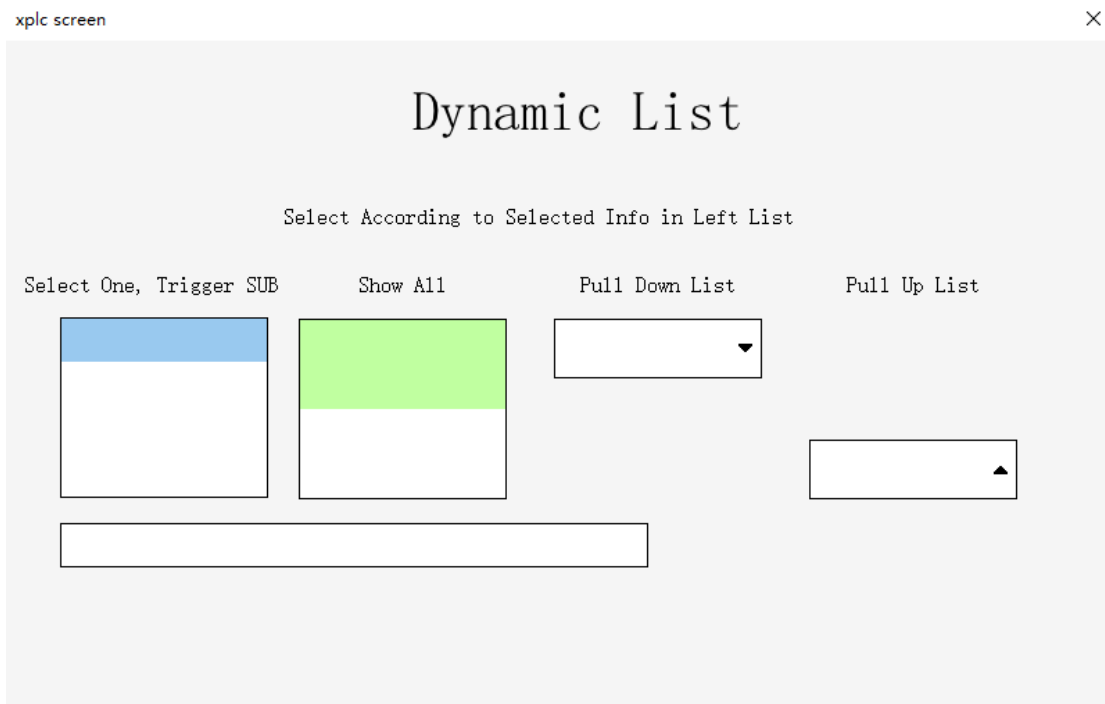 xplc screen
Dynamic List
Select According to Selected Info in Left List
Select One, Trigger SUB
Show All
Pull Down List
Pull Up List